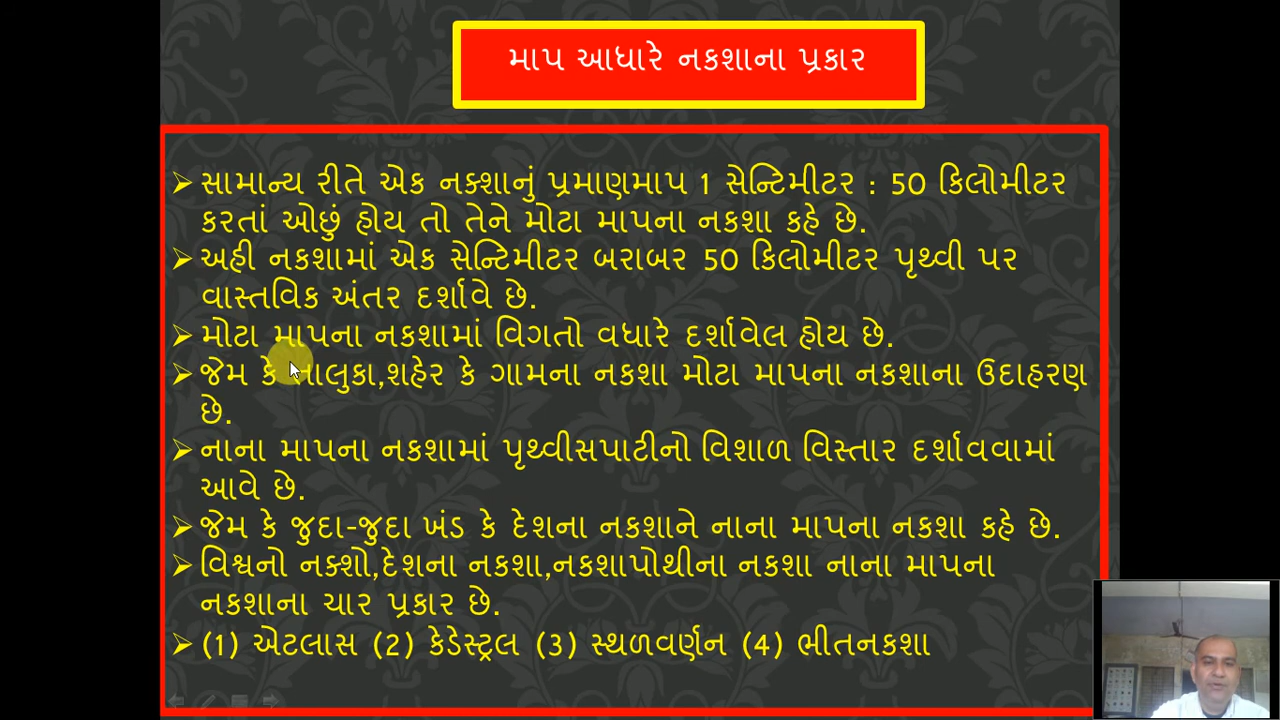 માપ આધારે નકશાના પ્રકાર
➢સામાન્ય રીતે એક નક્શાનું પ્રમાણમાપ 1 સેન્ટિમીટર : 50 કિલોમીટર
કરતાં ઓછું હોય તો તેને મોટા માપના નકશા કહે છે.
➢અહી નકશામાં એક સેન્ટિમીટર બરાબર 50 કિલોમીટર પૃથ્વી પર
વાસ્તવિક અંતર દર્શાવે છે.
➢મોટા માપના નકશામાં વિગતો વધારે દર્શાવેલ હોય છે.
➢જેમ કે તાલુકા,શહેર કે ગામના નકશા મોટા માપના નકશાના ઉદાહરણ
છે.
➢નાના માપના નકશામાં પૃથ્વીસપાટીનો વિશાળ વિસ્તાર દર્શાવવામાં
આવે છે.
➢જેમ કે જુદા-જુદા ખંડ કે દેશના નકશાને નાના માપના નકશા કહે છે.
➢વિશ્વનો નક્શો,દેશના નકશા,નકશાપોથીના નકશા નાના માપના
નકશાના ચાર પ્રકાર છે.
➢(1) એટલાસ (2) કેડેસ્ટ્રલ (3) સ્થળવર્ણન (4) ભીતનકશા